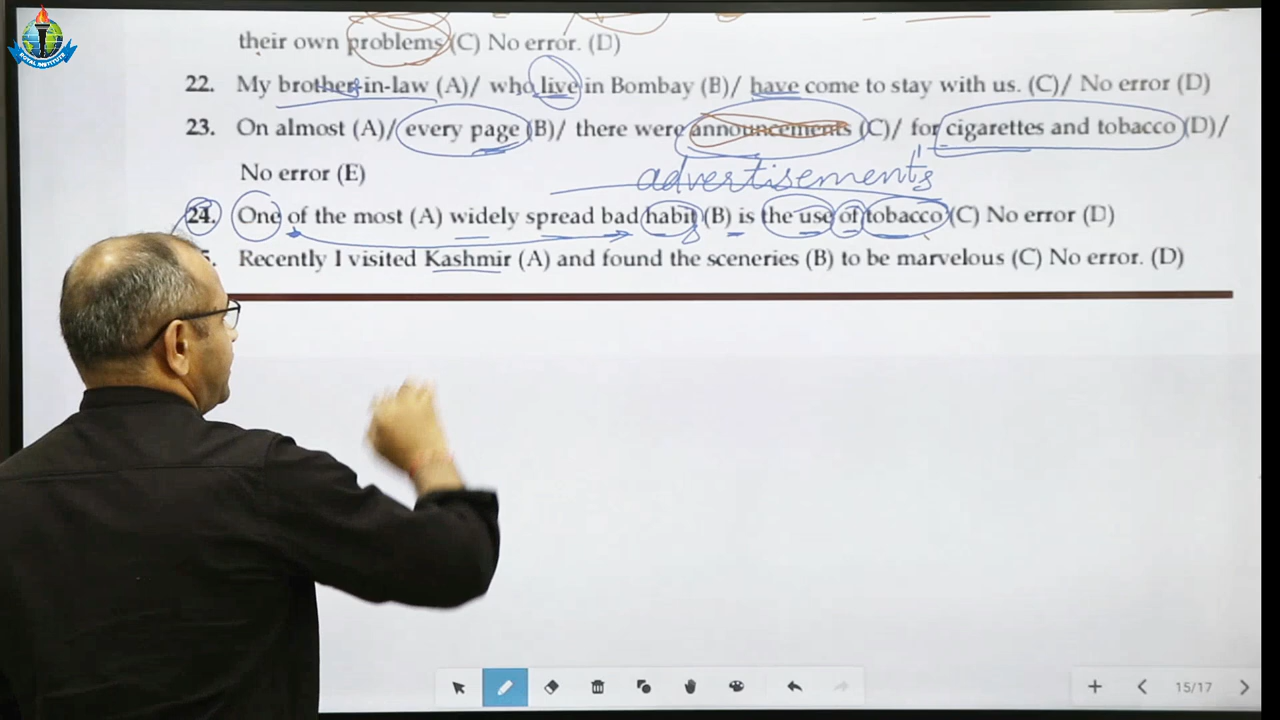 ROYAL INSTITUTE
their own problems (C) No error. (D)
22. My brother-in-law (A)/ who live in Bombay (B)/ have come to stay with us. (C)/ No error (D)
23. On almost (A)/ every page (B)/ there were announcements (C)/ for cigarettes and tobacco (D)/
No error (E)
advertisements
24. One of the most (A) widely spread bad habit (B) is the use of tobacco (C) No error (D)
5. Recently I visited Kashmir (A) and found the sceneries (B) to be marvelous (C) No error. (D)
15/17